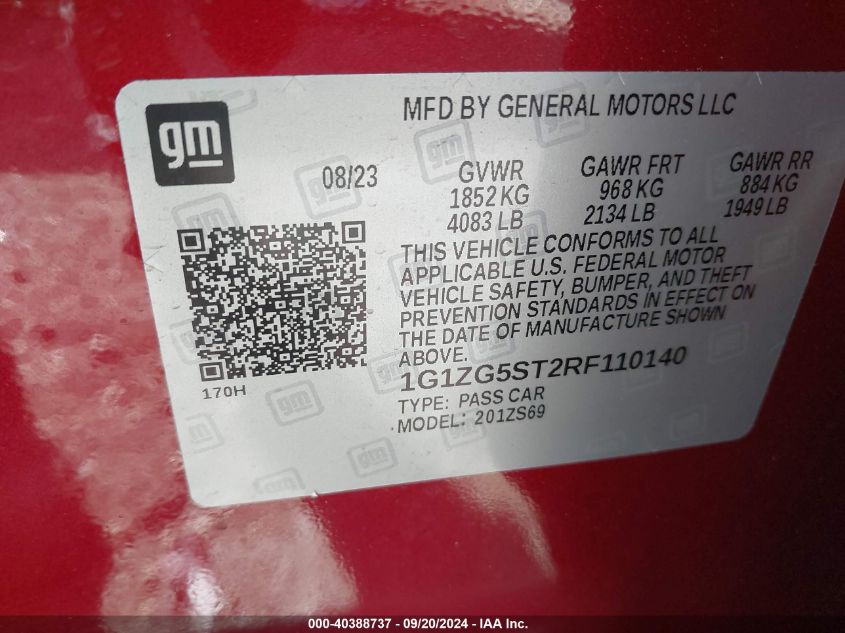 MFD BY GENERAL MOTORS LLC
gm
08/23 GVWR GAWR FRT GAWR RR
1852 KG 968 KG 884 KG
4083 LB 2134 LB 1949 LB
THIS VEHICLE CONFORMS TO ALL
APPLICABLE U.S. FEDERAL MOTOR
VEHICLE SAFETY, BUMPER, AND THEFT
PREVENTION STANDARDS IN EFFECT ON
THE DATE OF MANUFACTURE SHOWN
ABOVE.
170H
1G1ZG5ST2RF110140
TYPE: PASS CAR
MODEL: 201ZS69
000-40388737 - 09/20/2024 - IAA Inc.